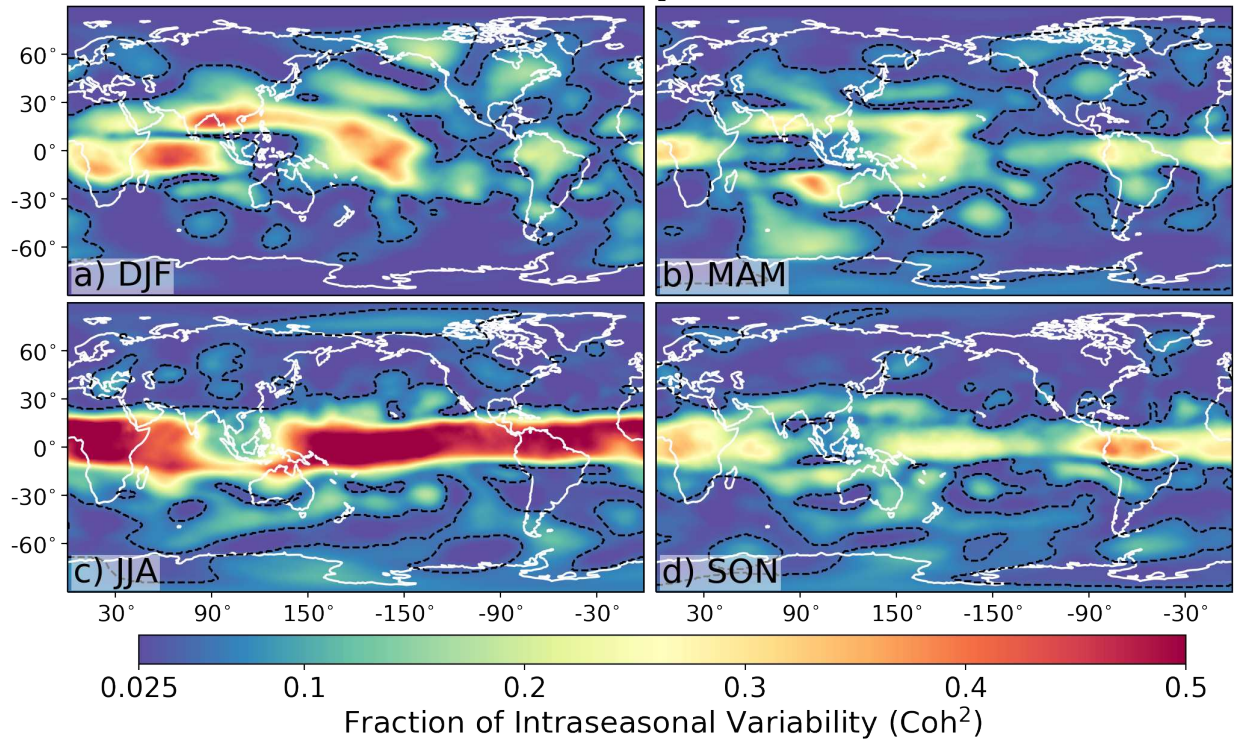 60°
30°
0°
-30°
-60°
a) DJF
b) MAM
60°
30°
0°
-30°
-60°
c) JJA
d) SON
30° 90° 150° -150° -90° -30° 30° 90° 150° -150° -90° -30°
0.025 0.1 0.2 0.3 0.4 0.5
Fraction of Intraseasonal Variability (Coh²)